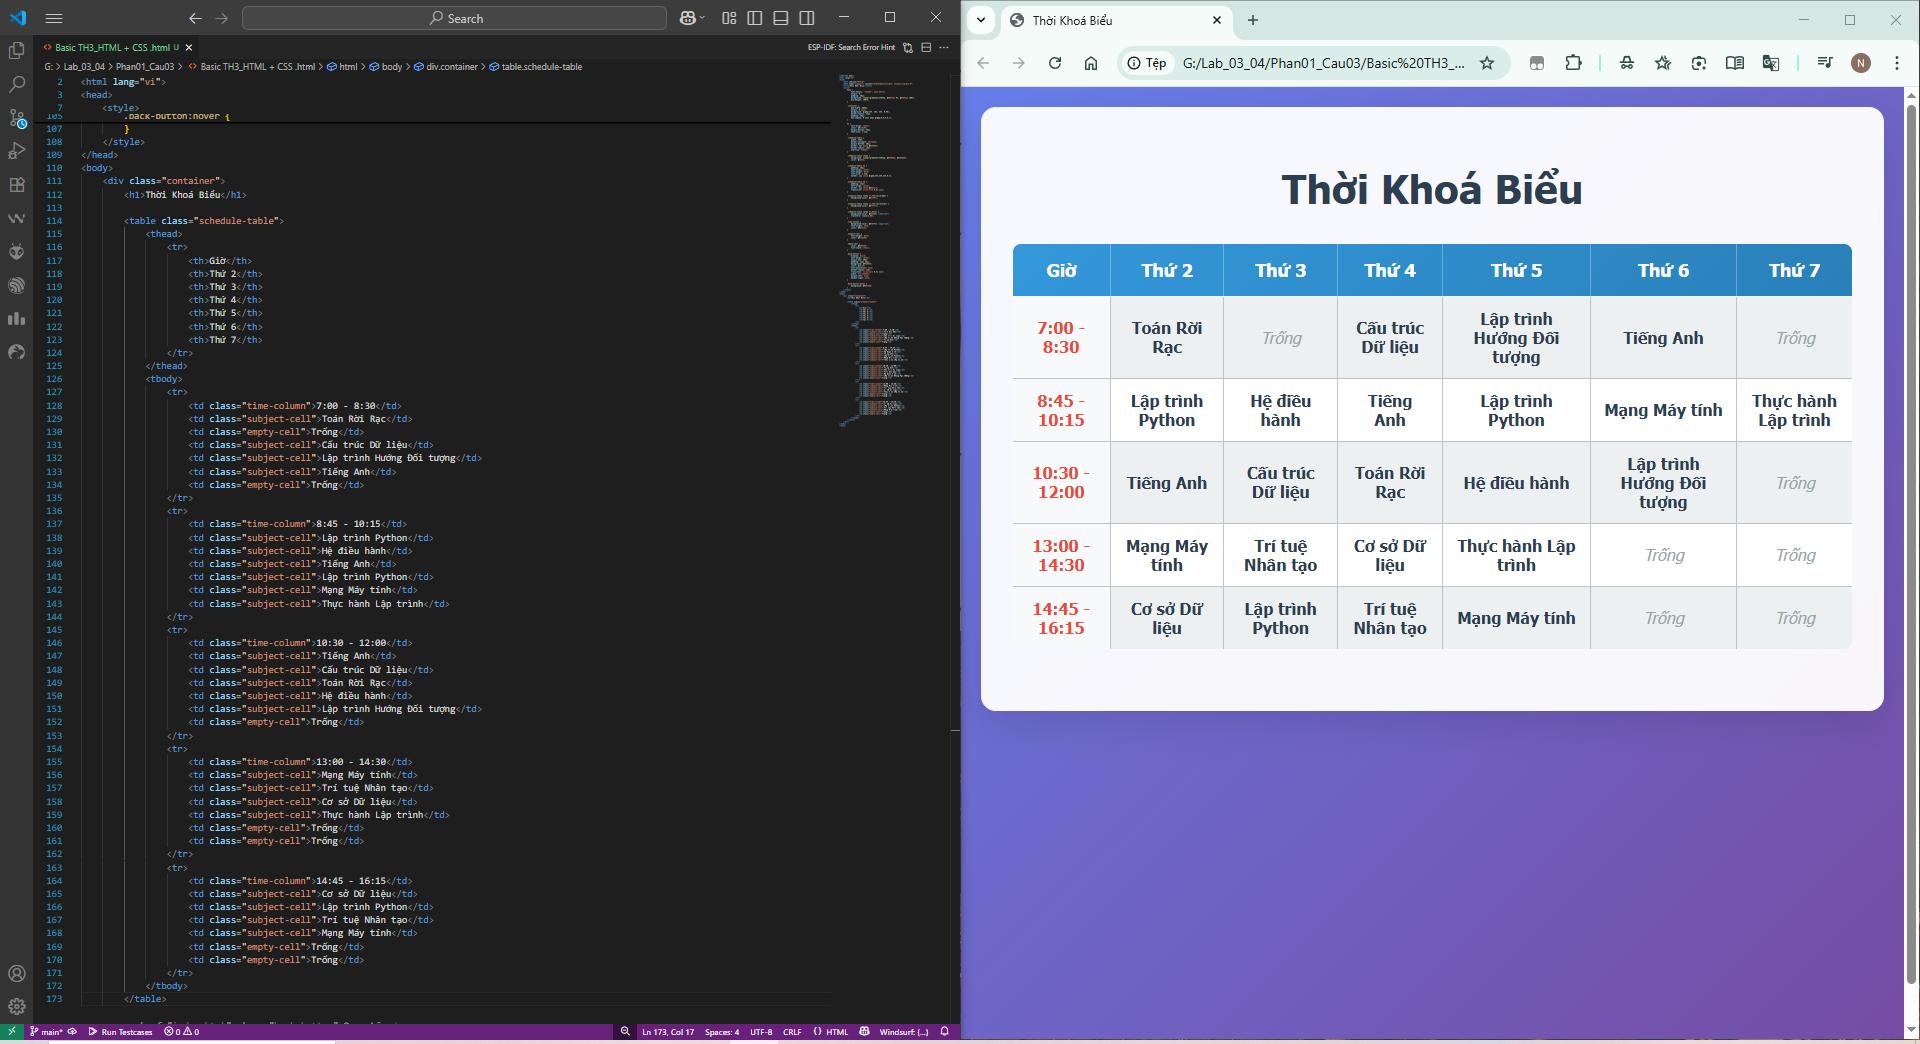 Search
Basic TH3_HTML + CSS .html U
ESP-IDF: Search Error Hint
G: > Lab_03_04 > Phan01_Cau03 > Basic TH3_HTML + CSS .html > html > body > div.container > table.schedule-table
2 <html lang="vi">
3 <head>
7 <style>
105 .back-button:hover {
107 }
108 </style>
109 </head>
110 <body>
111 <div class="container">
112 <h1>Thời Khoá Biểu</h1>
113
114 <table class="schedule-table">
115 <thead>
116 <tr>
117 <th>Giờ</th>
118 <th>Thứ 2</th>
119 <th>Thứ 3</th>
120 <th>Thứ 4</th>
121 <th>Thứ 5</th>
122 <th>Thứ 6</th>
123 <th>Thứ 7</th>
124 </tr>
125 </thead>
126 <tbody>
127 <tr>
128 <td class="time-column">7:00 - 8:30</td>
129 <td class="subject-cell">Toán Rời Rạc</td>
130 <td class="empty-cell">Trống</td>
131 <td class="subject-cell">Cấu trúc Dữ liệu</td>
132 <td class="subject-cell">Lập trình Hướng Đối tượng</td>
133 <td class="subject-cell">Tiếng Anh</td>
134 <td class="empty-cell">Trống</td>
135 </tr>
136 <tr>
137 <td class="time-column">8:45 - 10:15</td>
138 <td class="subject-cell">Lập trình Python</td>
139 <td class="subject-cell">Hệ điều hành</td>
140 <td class="subject-cell">Tiếng Anh</td>
141 <td class="subject-cell">Lập trình Python</td>
142 <td class="subject-cell">Mạng Máy tính</td>
143 <td class="subject-cell">Thực hành Lập trình</td>
144 </tr>
145 <tr>
146 <td class="time-column">10:30 - 12:00</td>
147 <td class="subject-cell">Tiếng Anh</td>
148 <td class="subject-cell">Cấu trúc Dữ liệu</td>
149 <td class="subject-cell">Toán Rời Rạc</td>
150 <td class="subject-cell">Hệ điều hành</td>
151 <td class="subject-cell">Lập trình Hướng Đối tượng</td>
152 <td class="empty-cell">Trống</td>
153 </tr>
154 <tr>
155 <td class="time-column">13:00 - 14:30</td>
156 <td class="subject-cell">Mạng Máy tính</td>
157 <td class="subject-cell">Trí tuệ Nhân tạo</td>
158 <td class="subject-cell">Cơ sở Dữ liệu</td>
159 <td class="subject-cell">Thực hành Lập trình</td>
160 <td class="empty-cell">Trống</td>
161 <td class="empty-cell">Trống</td>
162 </tr>
163 <tr>
164 <td class="time-column">14:45 - 16:15</td>
165 <td class="subject-cell">Cơ sở Dữ liệu</td>
166 <td class="subject-cell">Lập trình Python</td>
167 <td class="subject-cell">Trí tuệ Nhân tạo</td>
168 <td class="subject-cell">Mạng Máy tính</td>
169 <td class="empty-cell">Trống</td>
170 <td class="empty-cell">Trống</td>
171 </tr>
172 </tbody>
173 </table>
main* Run Testcases 0 0 Ln 173, Col 17 Spaces: 4 UTF-8 CRLF {} HTML Windsurf: {...}
Thời Khoá Biểu
Tệp G:/Lab_03_04/Phan01_Cau03/Basic%20TH3_... N
Thời Khoá Biểu
Giờ Thứ 2 Thứ 3 Thứ 4 Thứ 5 Thứ 6 Thứ 7
7:00 -
8:30
Toán Rời
Rạc
Trống
Cấu trúc
Dữ liệu
Lập trình
Hướng Đối
tượng
Tiếng Anh
Trống
8:45 -
10:15
Lập trình
Python
Hệ điều
hành
Tiếng
Anh
Lập trình
Python
Mạng Máy tính
Thực hành
Lập trình
10:30 -
12:00
Tiếng Anh
Cấu trúc
Dữ liệu
Toán Rời
Rạc
Hệ điều hành
Lập trình
Hướng Đối
tượng
Trống
13:00 -
14:30
Mạng Máy
tính
Trí tuệ
Nhân tạo
Cơ sở Dữ
liệu
Thực hành Lập
trình
Trống
Trống
14:45 -
16:15
Cơ sở Dữ
liệu
Lập trình
Python
Trí tuệ
Nhân tạo
Mạng Máy tính
Trống
Trống